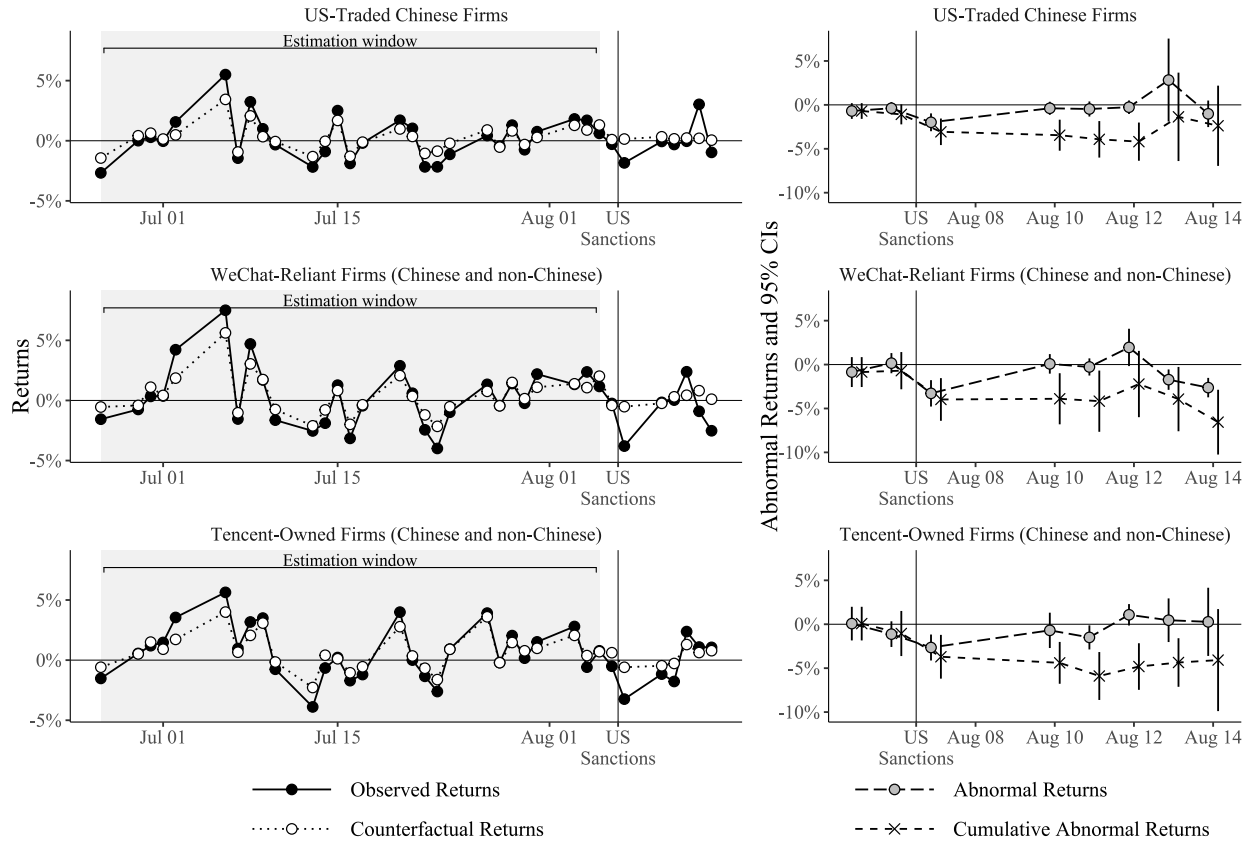 US-Traded Chinese Firms
Estimation window
5%
0%
-5%
Jul 01
Jul 15
Aug 01
US
Sanctions
WeChat-Reliant Firms (Chinese and non-Chinese)
Estimation window
5%
0%
-5%
Jul 01
Jul 15
Aug 01
US
Sanctions
Tencent-Owned Firms (Chinese and non-Chinese)
Estimation window
5%
0%
-5%
Jul 01
Jul 15
Aug 01
US
Sanctions
Returns
Observed Returns
Counterfactual Returns
US-Traded Chinese Firms
5%
0%
-5%
-10%
US
Sanctions
Aug 08
Aug 10
Aug 12
Aug 14
WeChat-Reliant Firms (Chinese and non-Chinese)
5%
0%
-5%
-10%
US
Sanctions
Aug 08
Aug 10
Aug 12
Aug 14
Tencent-Owned Firms (Chinese and non-Chinese)
5%
0%
-5%
-10%
US
Sanctions
Aug 08
Aug 10
Aug 12
Aug 14
Abnormal Returns and 95% CIs
Abnormal Returns
Cumulative Abnormal Returns